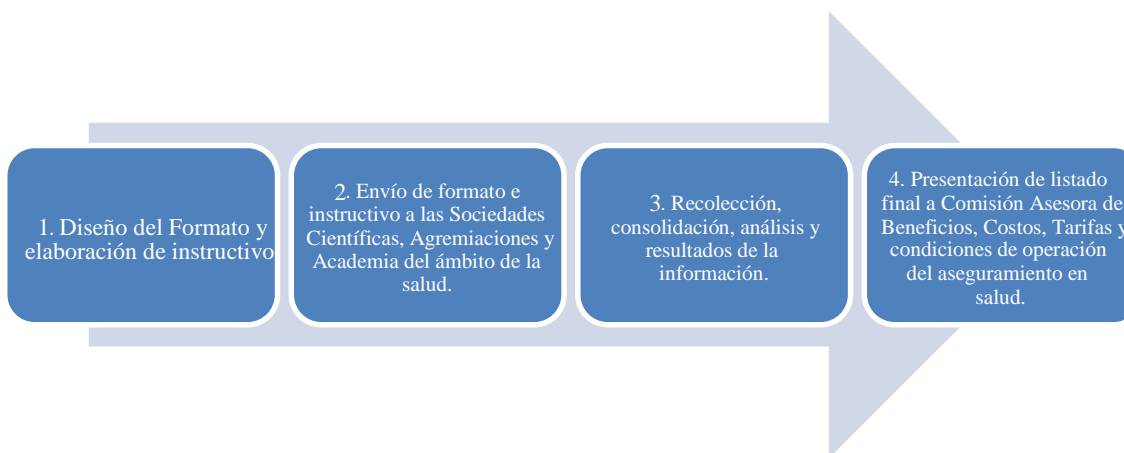 1. Diseño del Formato y
elaboración de instructivo
2. Envío de formato e
instructivo a las Sociedades
Científicas, Agremiaciones y
Academia del ámbito de la
salud.
3. Recolección,
consolidación, análisis y
resultados de la
información.
4. Presentación de listado
final a Comisión Asesora de
Beneficios, Costos, Tarifas y
condiciones de operación
del aseguramiento en
salud.